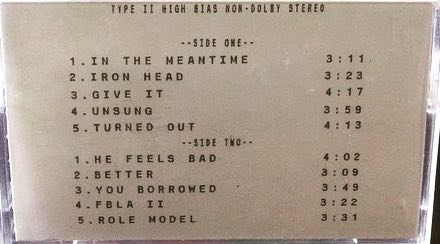 TYPE II HIGH BIAS NON-DOLBY STEREO
--SIDE ONE--
1.IN THE MEANTIME 3:11
2.IRON HEAD 3:23
3.GIVE IT 4:17
4.UNSUNG 3:59
5.TURNED OUT 4:13
--SIDE TWO--
1.HE FEELS BAD 4:02
2.BETTER 3:09
3.YOU BORROWED 3:49
4.FBLA II 3:22
5.ROLE MODEL 3:31